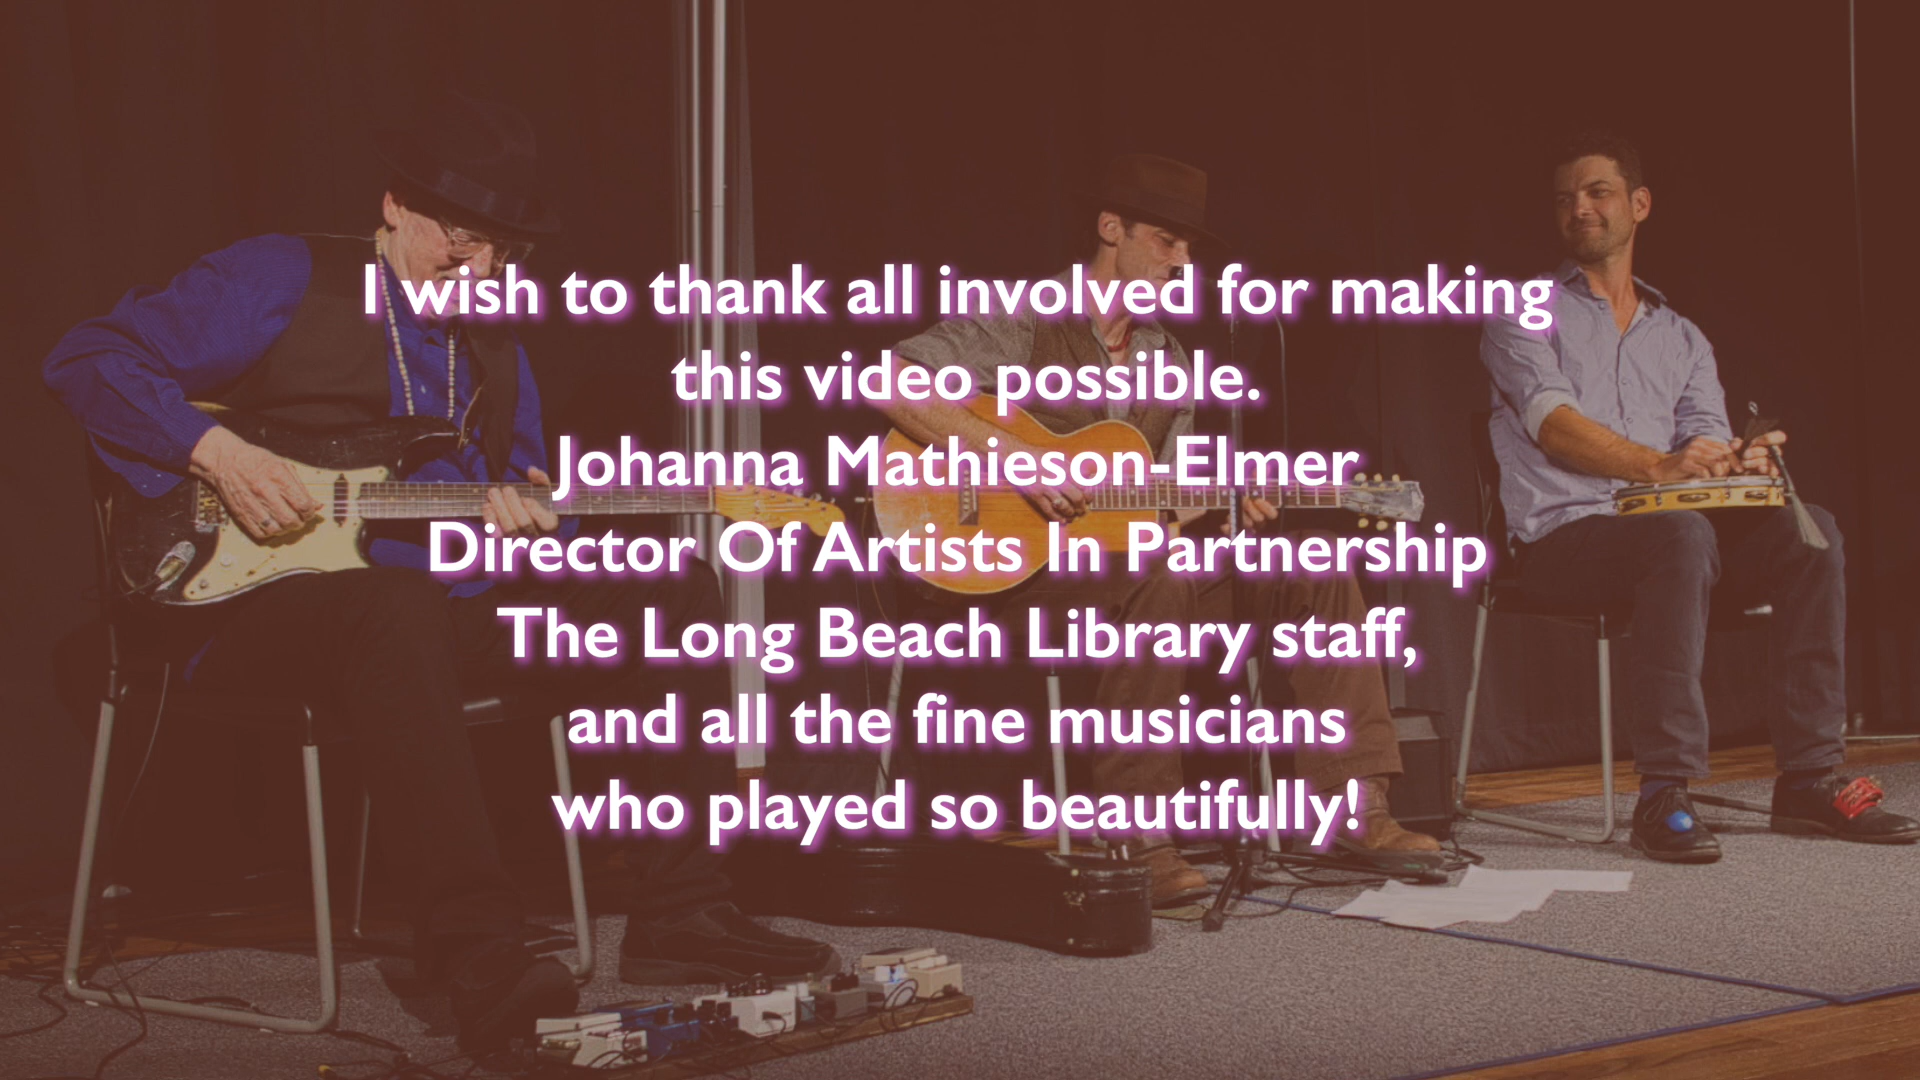 I wish to thank all involved for making
this video possible.
Johanna Mathieson-Elmer
Director Of Artists In Partnership
The Long Beach Library staff,
and all the fine musicians
who played so beautifully!